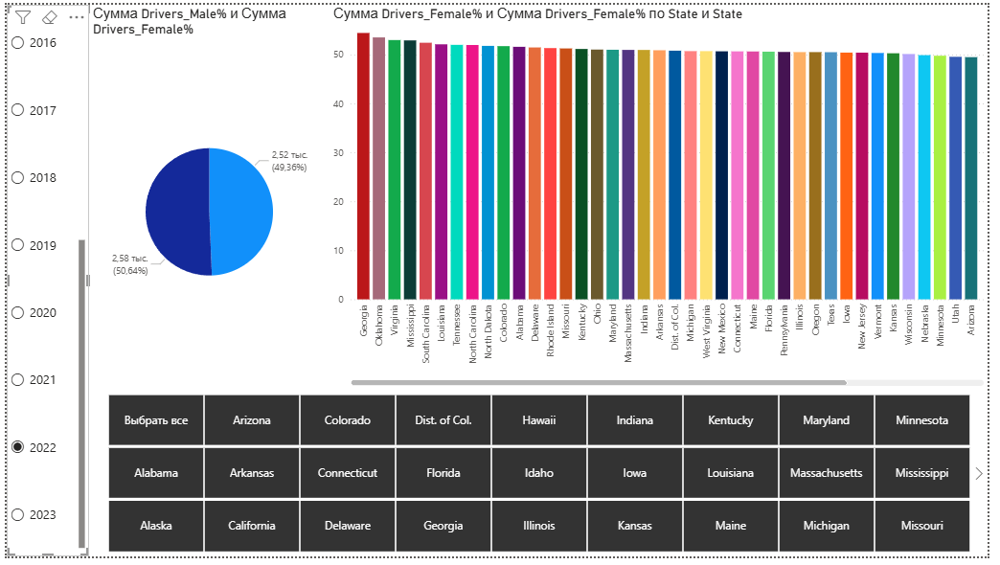 2016
2017
2018
2019
2020
2021
2022
2023
Сумма Drivers_Male% и Сумма
Drivers_Female%
2,52 тыс.
(49,36%)
2,58 тыс.
(50,64%)
Сумма Drivers_Female% и Сумма Drivers_Female% по State и State
50
40
30
20
10
0
Georgia
Oklahoma
Virginia
Mississippi
South Carolina
Louisiana
Tennessee
North Carolina
North Dakota
Colorado
Alabama
Delaware
Rhode Island
Missouri
Kentucky
Ohio
Maryland
Massachusetts
Indiana
Arkansas
Dist. of Col.
Michigan
West Virginia
New Mexico
Connecticut
Maine
Florida
Pennsylvania
Illinois
Oregon
Texas
Iowa
New Jersey
Vermont
Kansas
Wisconsin
Nebraska
Minnesota
Utah
Arizona
Выбрать все Arizona Colorado Dist. of Col. Hawaii Indiana Kentucky Maryland Minnesota
Alabama Arkansas Connecticut Florida Idaho Iowa Louisiana Massachusetts Mississippi
Alaska California Delaware Georgia Illinois Kansas Maine Michigan Missouri